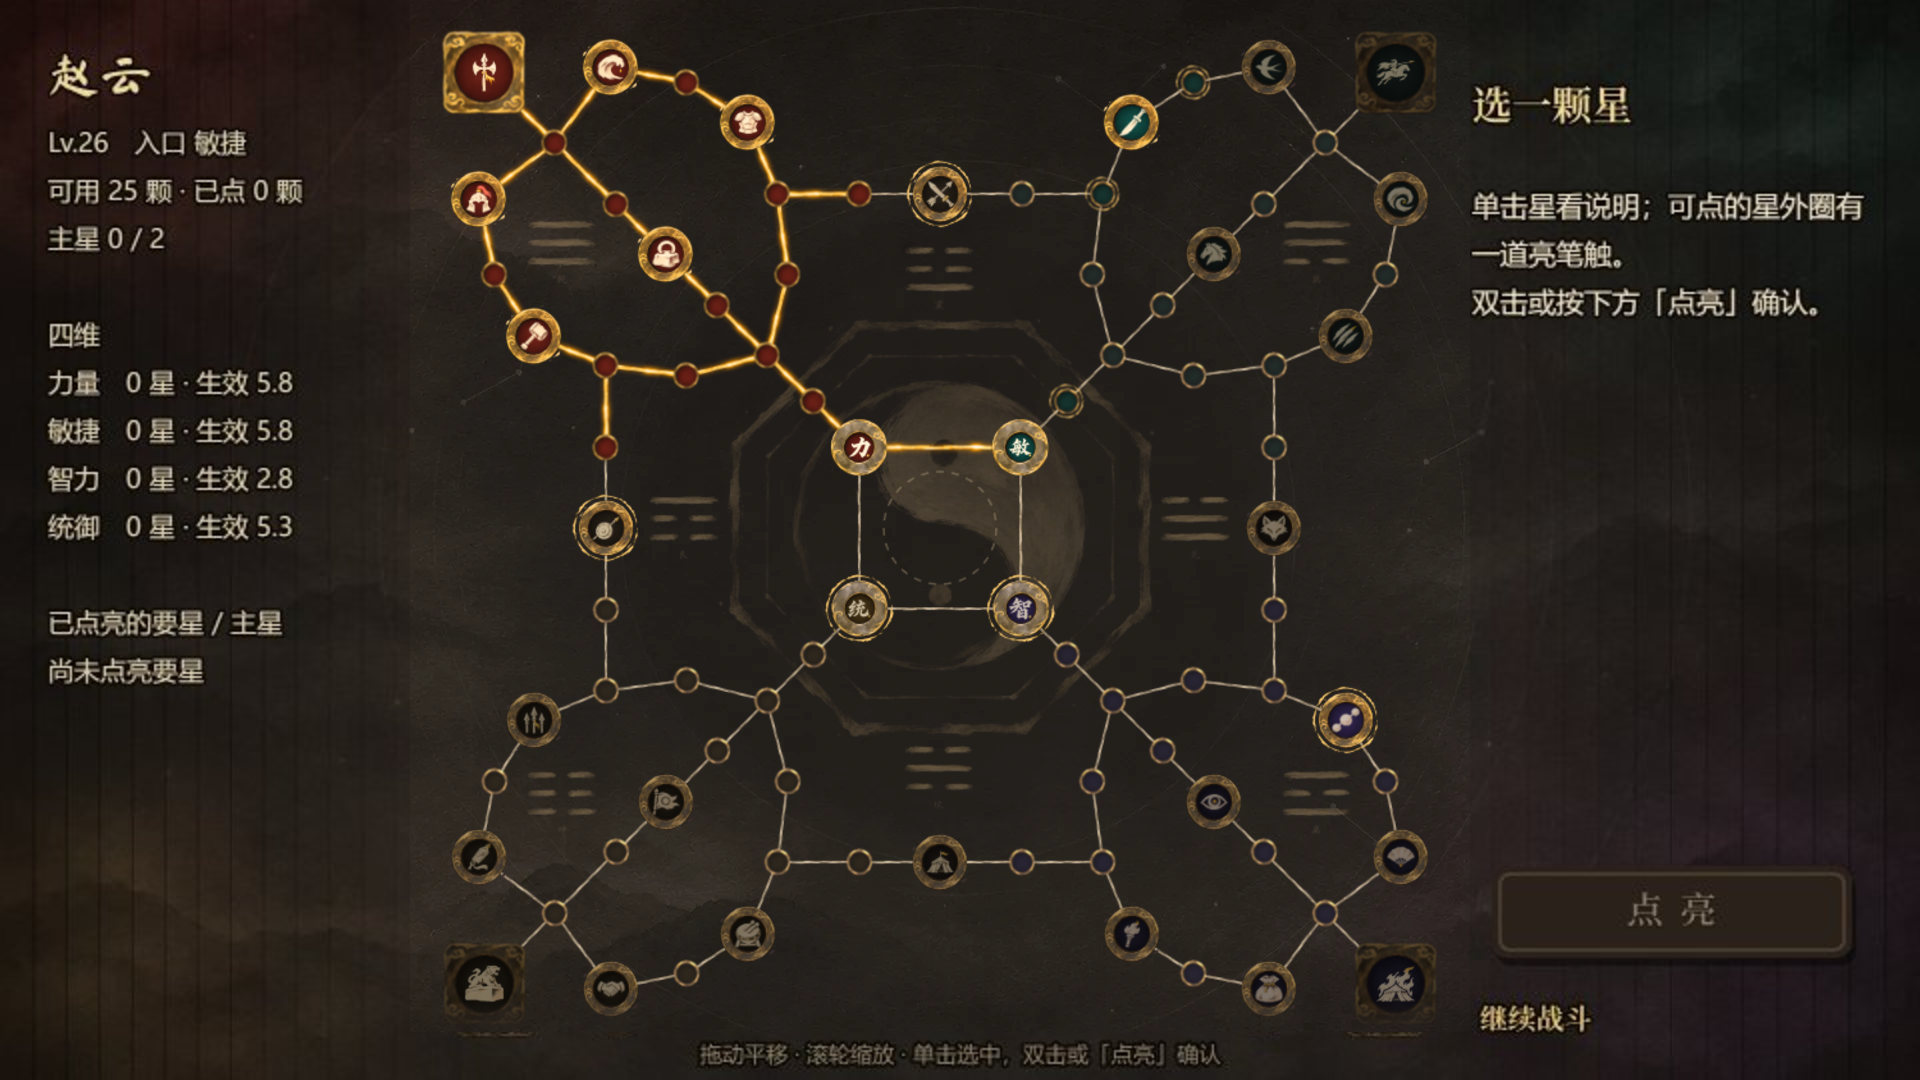 赵云
Lv.26 入口 敏捷
可用 25 颗 · 已点 0 颗
主星 0 / 2
四维
力量 0 星 · 生效 5.8
敏捷 0 星 · 生效 5.8
智力 0 星 · 生效 2.8
统御 0 星 · 生效 5.3
已点亮的要星 / 主星
尚未点亮要星
力
敏
统
智
选一颗星
单击星看说明；可点的星外圈有
一道亮笔触。
双击或按下方「点亮」确认。
点亮
继续战斗
拖动平移 · 滚轮缩放 · 单击选中，双击或「点亮」确认